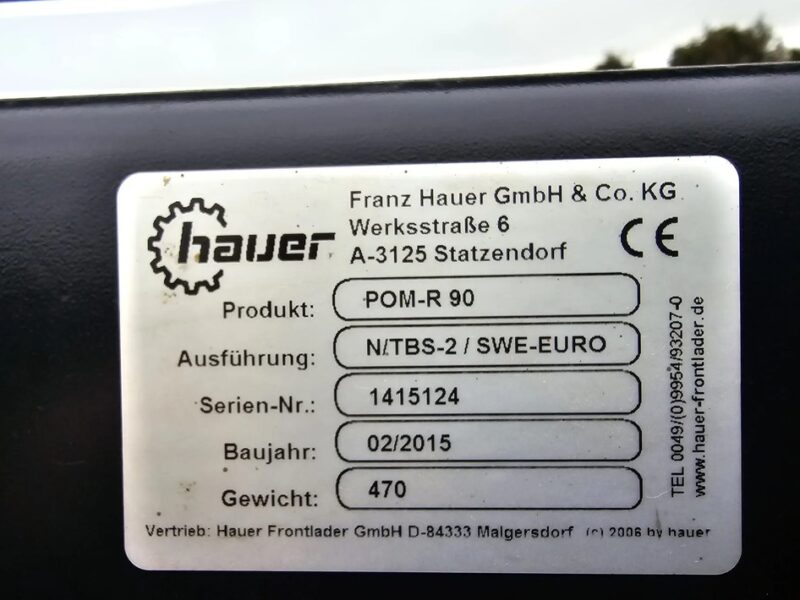 hauer
Franz Hauer GmbH & Co. KG
Werksstraße 6
A-3125 Statzendorf
CE
Produkt: POM-R 90
Ausführung: N/TBS-2 / SWE-EURO
Serien-Nr.: 1415124
Baujahr: 02/2015
Gewicht: 470
TEL 0049/(0)9954/93207-0
www.hauer-frontlader.de
Vertrieb: Hauer Frontlader GmbH D-84333 Malgersdorf (c) 2006 by hauer